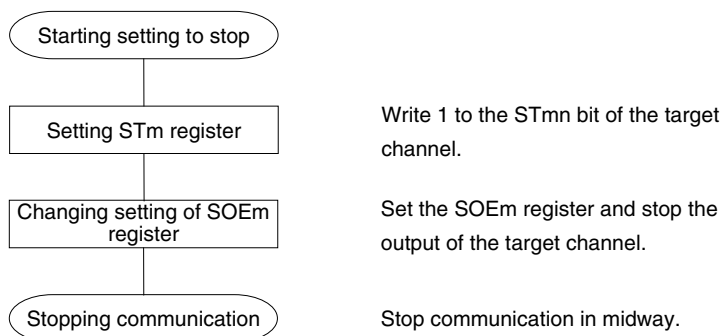 Starting setting to stop
Setting STm register
Write 1 to the STmn bit of the target
channel.
Changing setting of SOEm
register
Set the SOEm register and stop the
output of the target channel.
Stopping communication
Stop communication in midway.